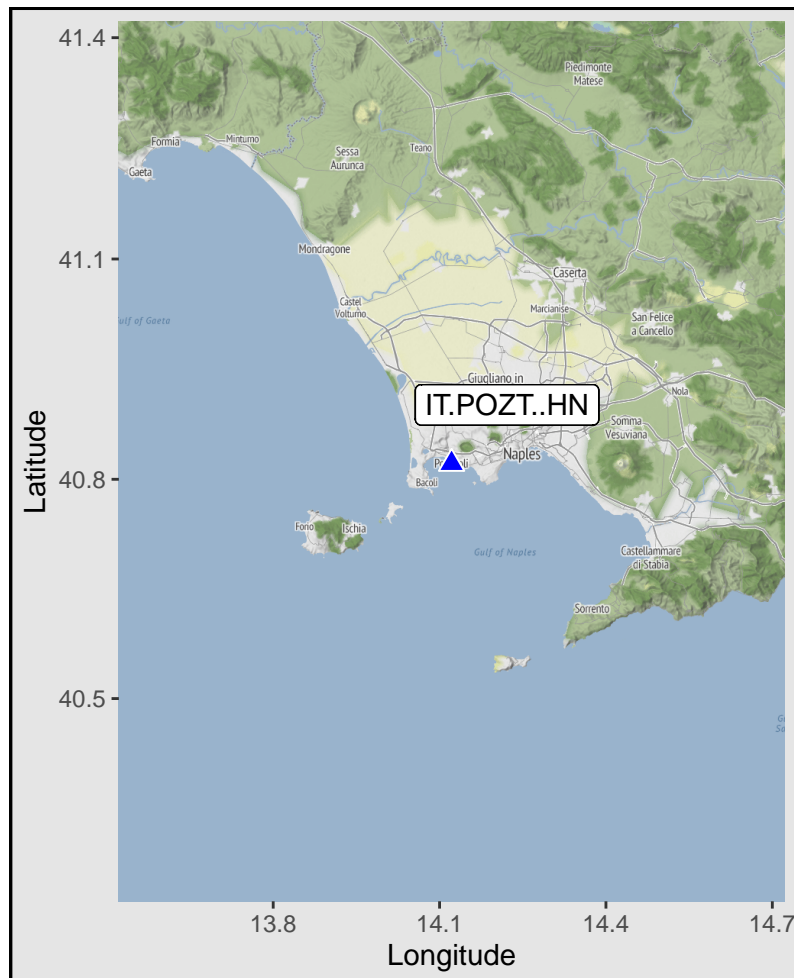 41.4
41.1
40.8
40.5
Latitude
Piedimonte
Matese
Formia
Minturno
Gaeta
Sessa
Aurunca
Teano
Mondragone
Caserta
Castel
Volturno
Marcianise
San Felice
a Cancello
Gulf of Gaeta
Giugliano in
Nola
IT.POZT..HN
Somma
Vesuviana
Naples
Bacoli
Forio
Ischia
Gulf of Naples
Castellammare
di Stabia
Sorrento
13.8
14.1
14.4
14.7
Longitude